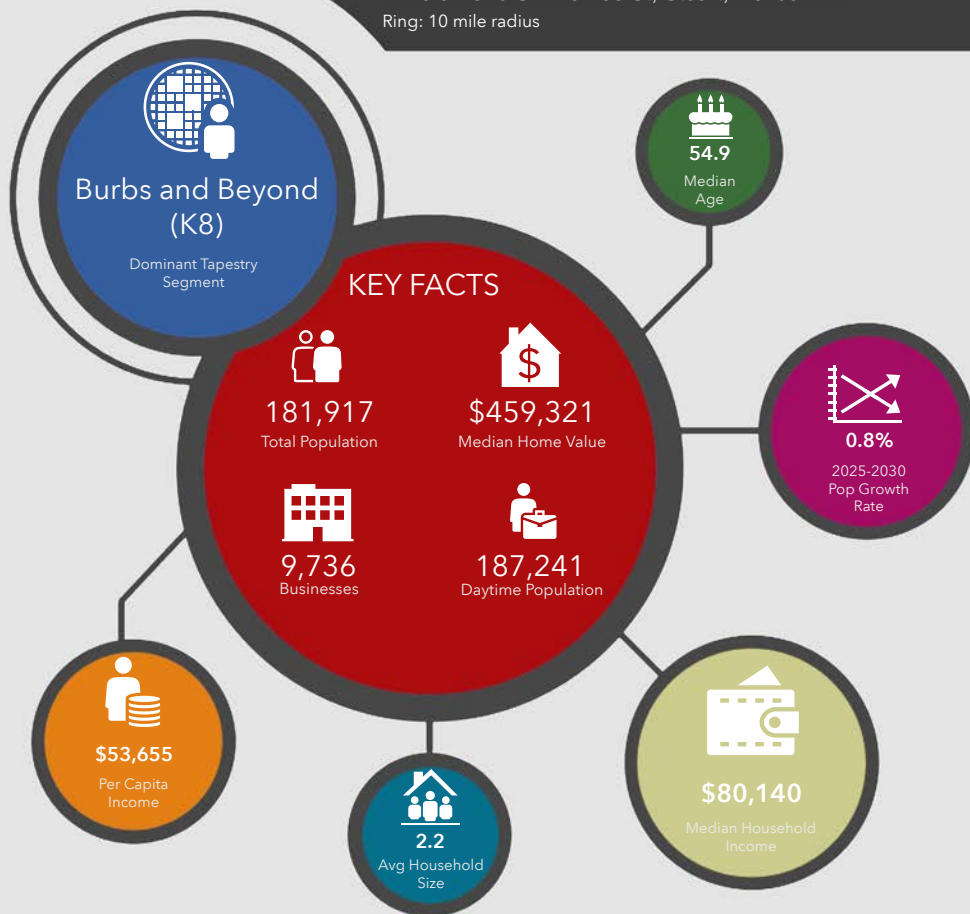 Ring: 10 mile radius
Burbs and Beyond
(K8)
Dominant Tapestry
Segment
54.9
Median
Age
KEY FACTS
181,917
Total Population
$459,321
Median Home Value
9,736
Businesses
187,241
Daytime Population
0.8%
2025-2030
Pop Growth
Rate
$53,655
Per Capita
Income
2.2
Avg Household
Size
$80,140
Median Household
Income